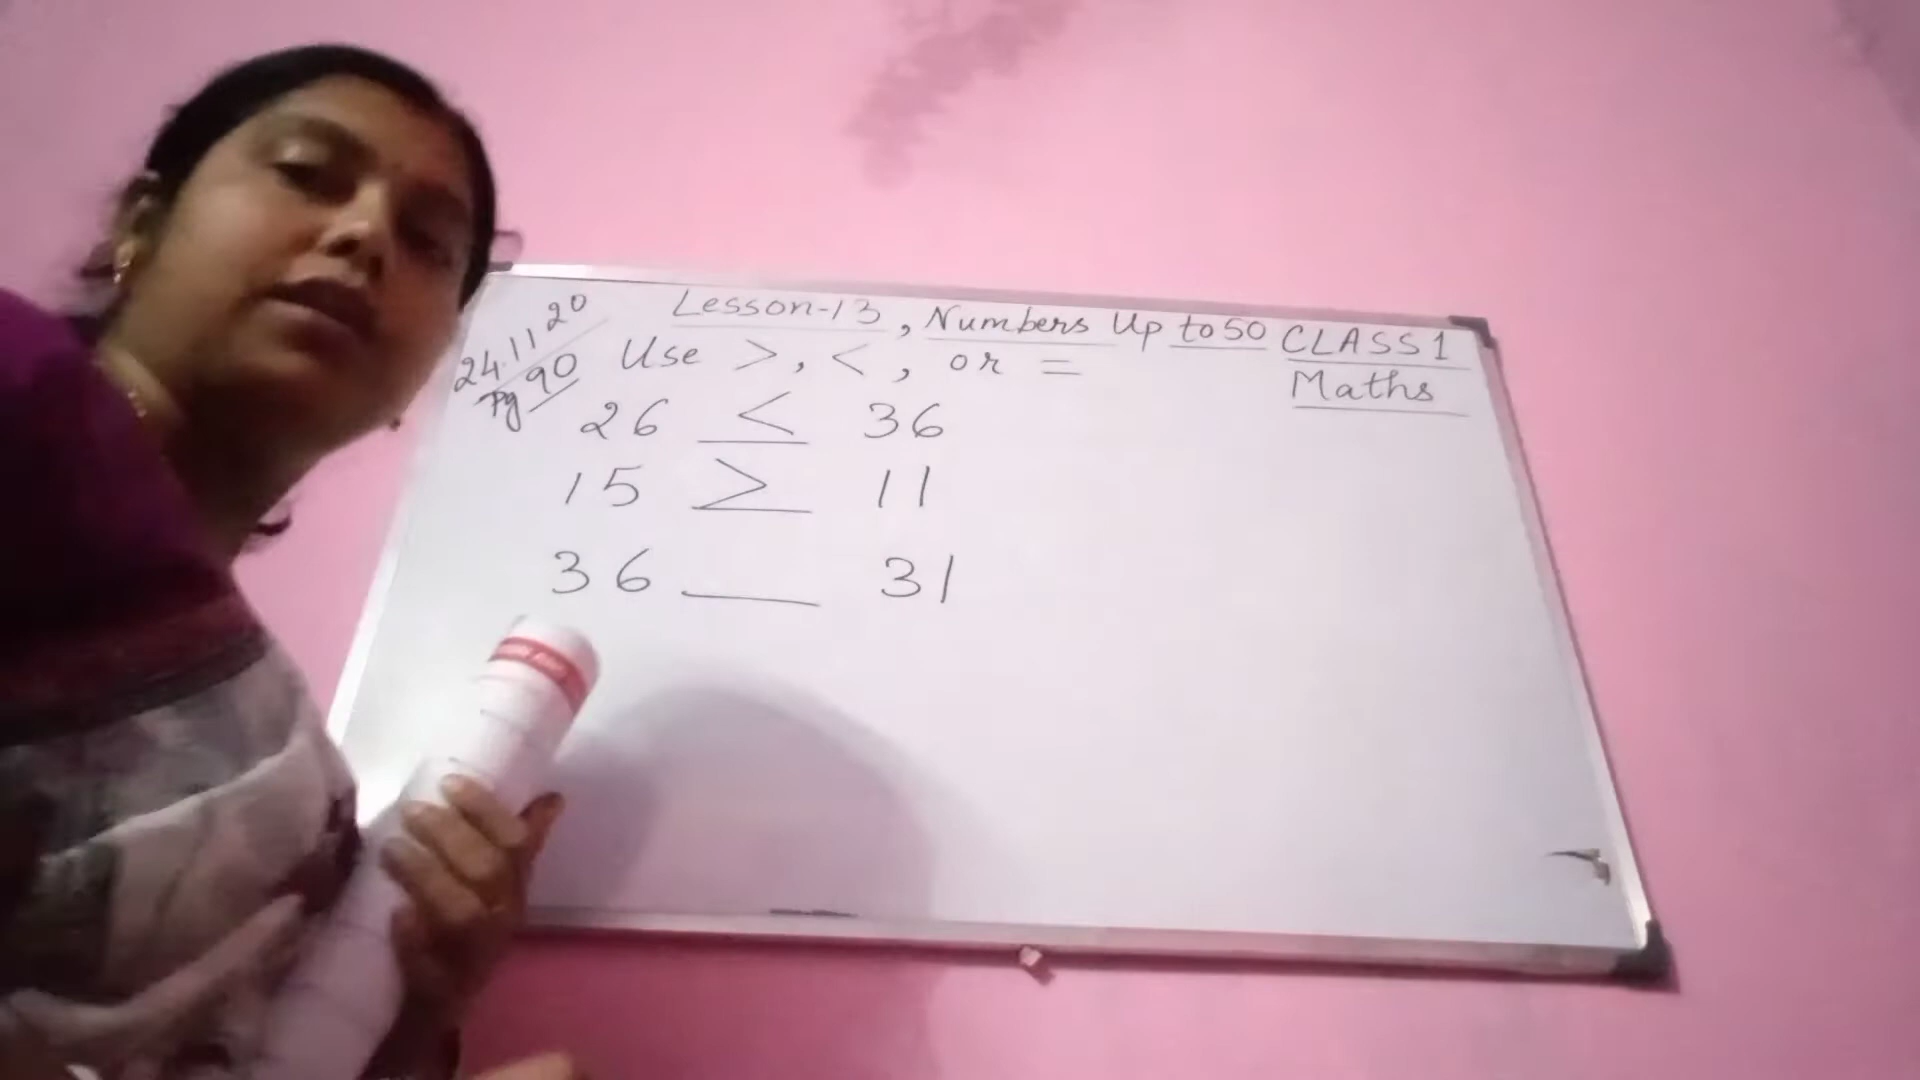 24.11.20
Pg 90
Lesson-13, Numbers Up to 50
CLASS 1
Maths
Use >, <, or =
26 < 36
15 > 11
36 __ 31